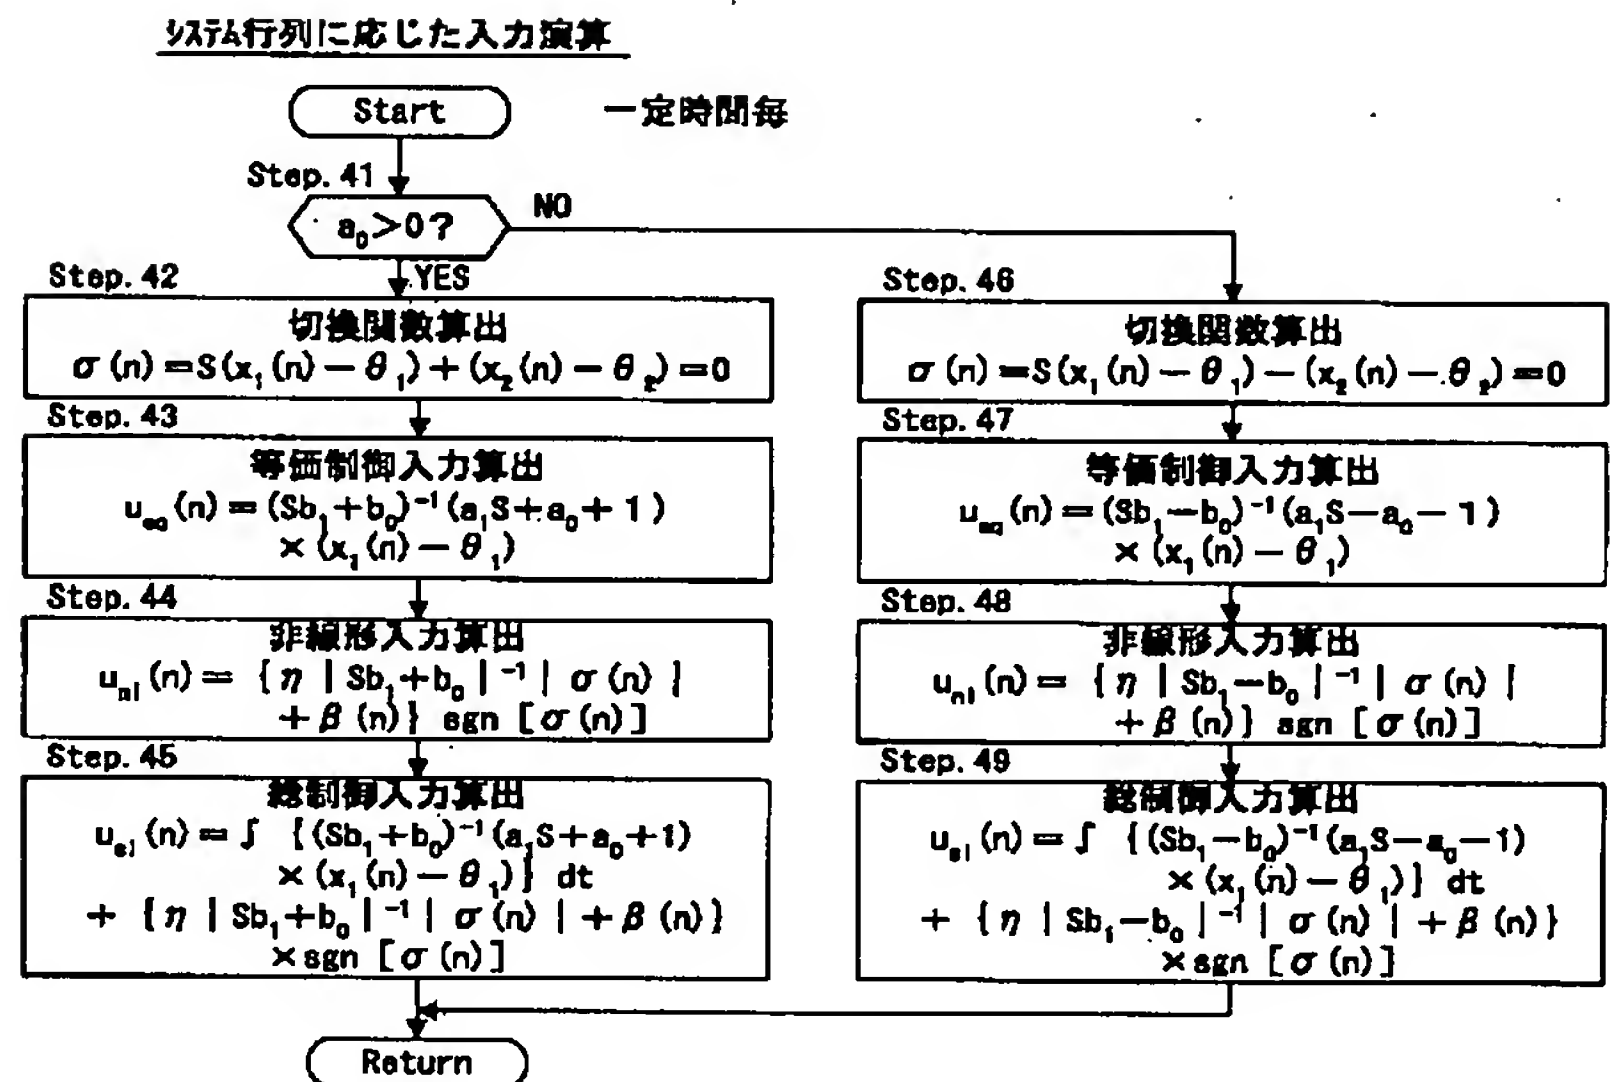 システム行列に応じた入力演算
Start
一定時間毎
Step. 41
a₀>0?
NO
YES
Step. 42
切換関数算出
σ(n)=S(x₁(n)-θ₁)+(x₂(n)-θ₂)=0
Step. 43
等価制御入力算出
u_eq(n)=(Sb₁+b₀)⁻¹(a₁S+a₀+1)
×(x₁(n)-θ₁)
Step. 44
非線形入力算出
u_nl(n)= {η|Sb₁+b₀|⁻¹|σ(n)|
+β(n)} sgn [σ(n)]
Step. 45
総制御入力算出
u_sl(n)=∫ {(Sb₁+b₀)⁻¹(a₁S+a₀+1)
×(x₁(n)-θ₁)} dt
+ {η|Sb₁+b₀|⁻¹|σ(n)|+β(n)}
×sgn [σ(n)]
Step. 46
切換関数算出
σ(n)=S(x₁(n)-θ₁)-(x₂(n)-θ₂)=0
Step. 47
等価制御入力算出
u_eq(n)=(Sb₁-b₀)⁻¹(a₁S-a₀-1)
×(x₁(n)-θ₁)
Step. 48
非線形入力算出
u_nl(n)= {η|Sb₁-b₀|⁻¹|σ(n)|
+β(n)} sgn [σ(n)]
Step. 49
総制御入力算出
u_sl(n)=∫ {(Sb₁-b₀)⁻¹(a₁S-a₀-1)
×(x₁(n)-θ₁)} dt
+ {η|Sb₁-b₀|⁻¹|σ(n)|+β(n)}
×sgn [σ(n)]
Return